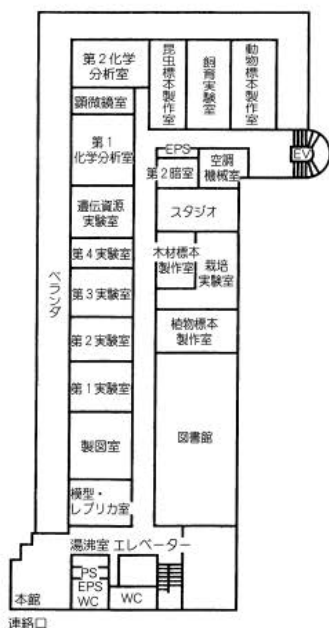 第2化学
分析室
昆虫標本製作室
飼育実験室
動物標本製作室
顕微鏡室
EPS
空調
機械室
EV
第1
化学分析室
第2暗室
遺伝資源
実験室
スタジオ
第4実験室
木材標本
製作室
栽培
実験室
ベランダ
第3実験室
第2実験室
植物標本
製作室
第1実験室
製図室
図書館
模型・
レプリカ室
湯沸室
エレベーター
PS
EPS
WC
WC
本館
連絡口